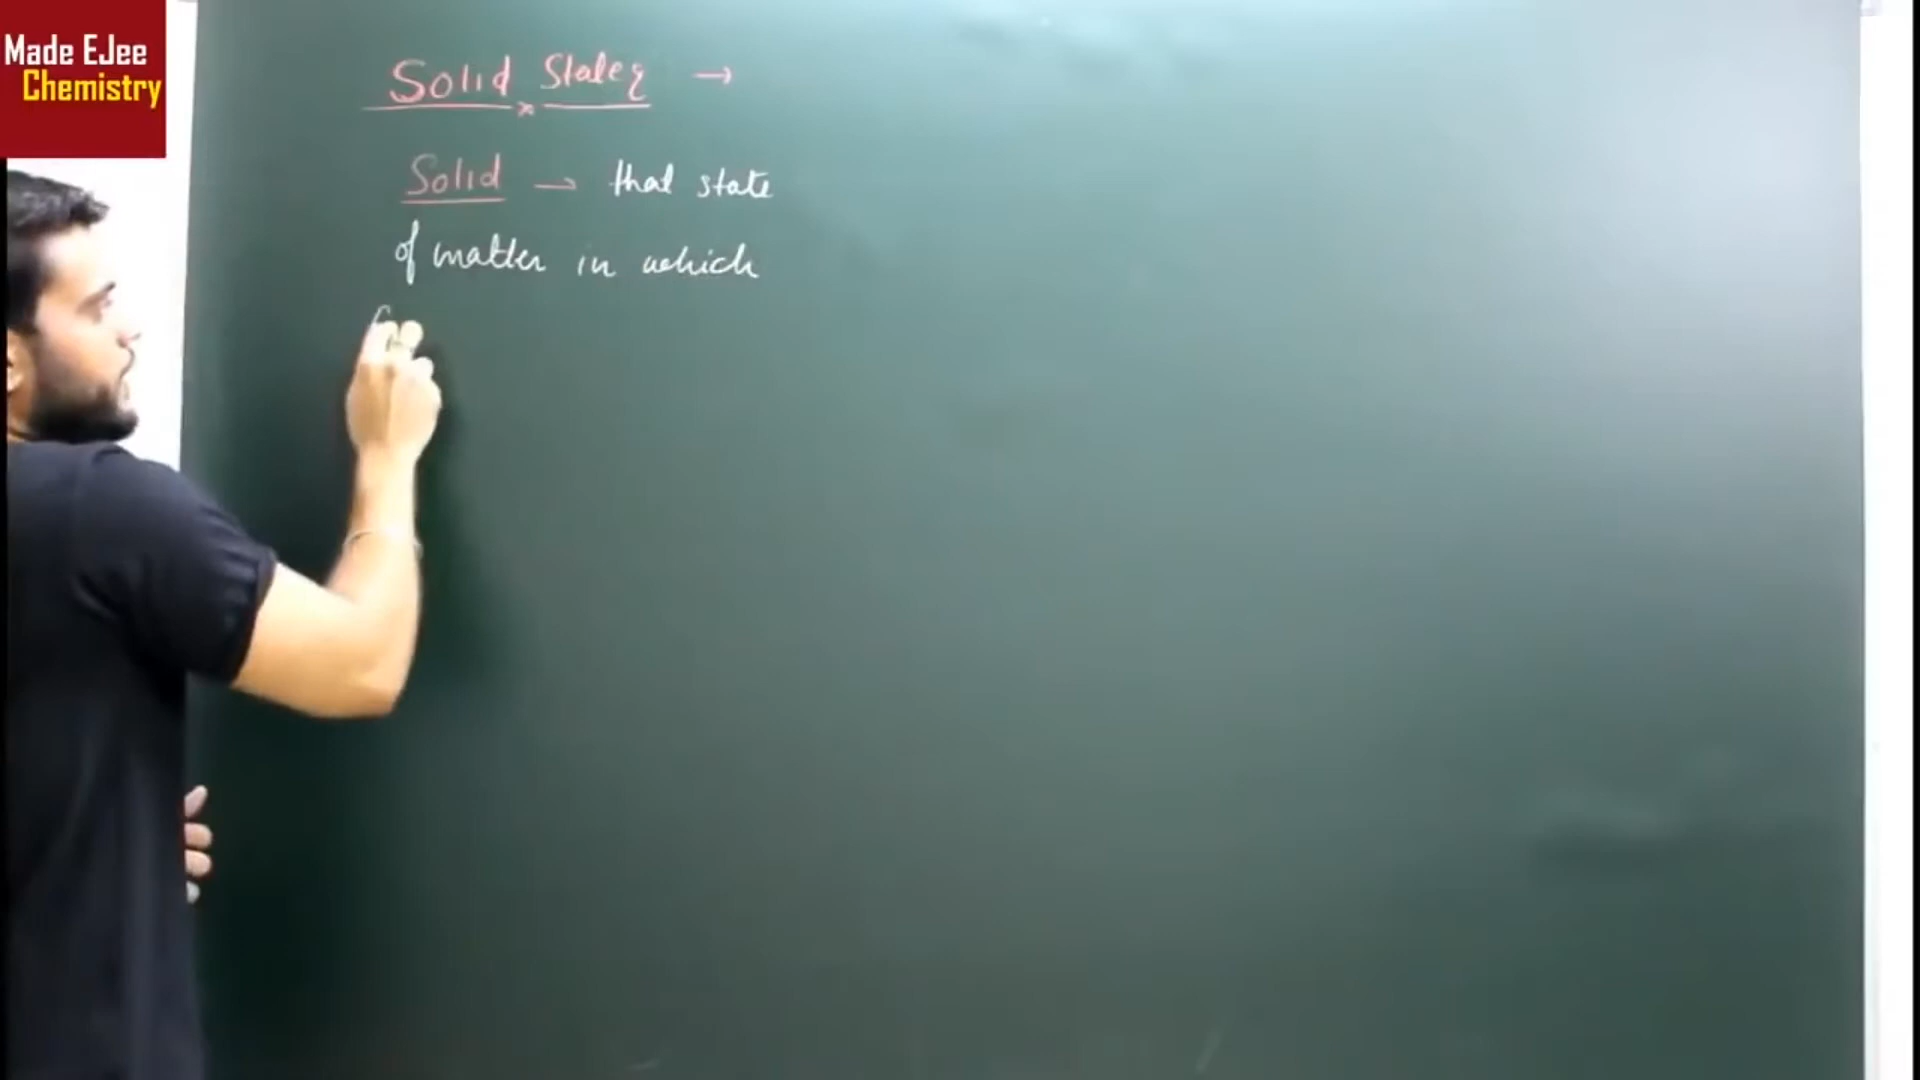 Made EJee
Chemistry
Solid State →
Solid → that state
of matter in which